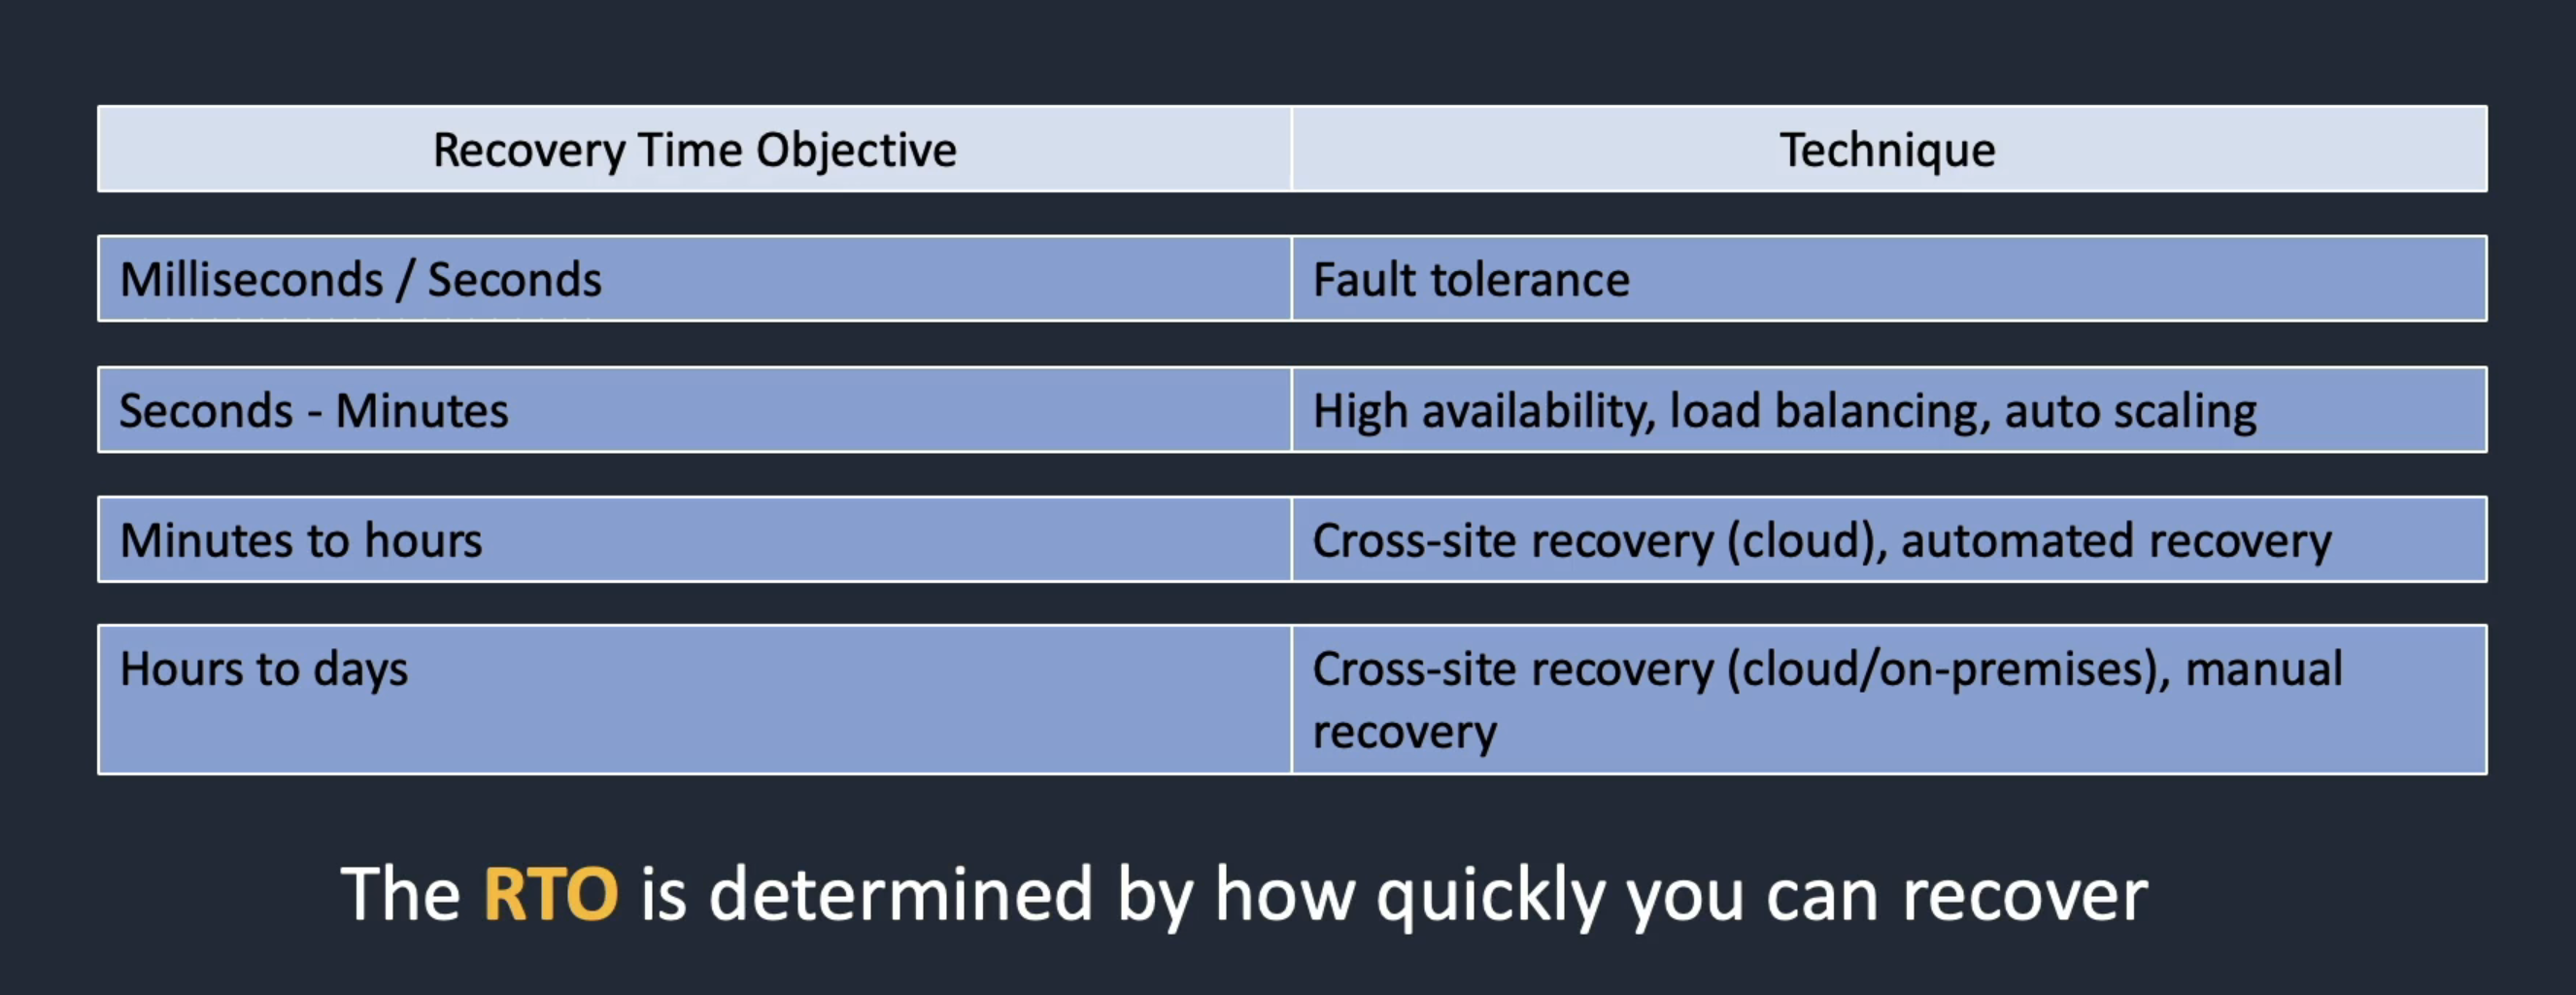 Recovery Time Objective
Technique
Milliseconds / Seconds
Fault tolerance
Seconds - Minutes
High availability, load balancing, auto scaling
Minutes to hours
Cross-site recovery (cloud), automated recovery
Hours to days
Cross-site recovery (cloud/on-premises), manual
recovery
The RTO is determined by how quickly you can recover